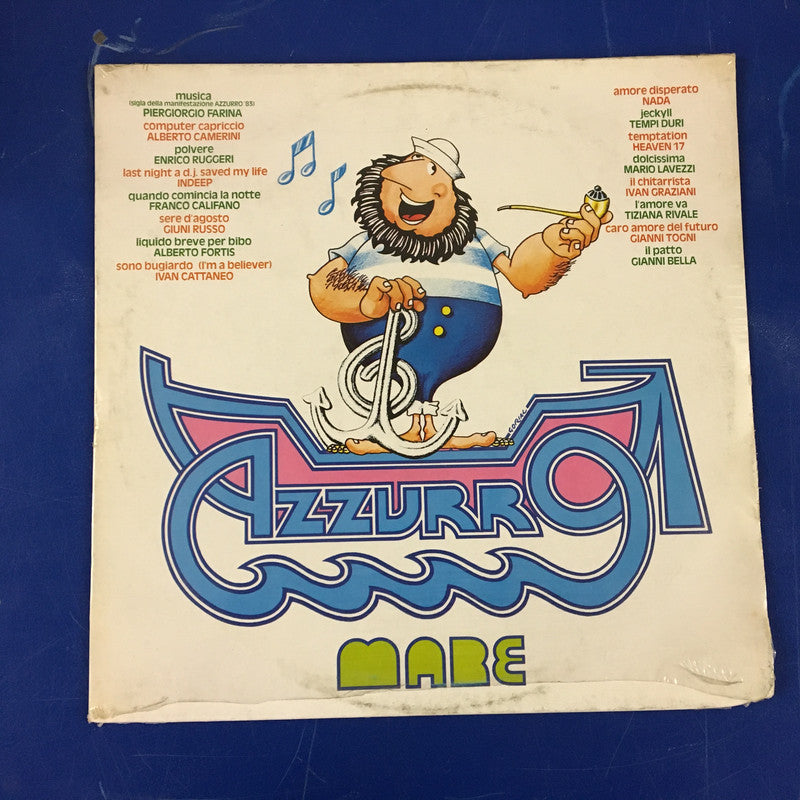 musica
(sigla della manifestazione AZZURRO '83)
PIERGIORGIO FARINA
computer capriccio
ALBERTO CAMERINI
polvere
ENRICO RUGGERI
last night a d.j. saved my life
INDEEP
quando comincia la notte
FRANCO CALIFANO
sere d'agosto
GIUNI RUSSO
liquido breve per bibo
ALBERTO FORTIS
sono bugiardo (I'm a believer)
IVAN CATTANEO
amore disperato
NADA
jeckyll
TEMPI DURI
temptation
HEAVEN 17
dolcissima
MARIO LAVEZZI
il chitarrista
IVAN GRAZIANI
l'amore va
TIZIANA RIVALE
caro amore del futuro
GIANNI TOGNI
il patto
GIANNI BELLA
AZZURRO
MARE